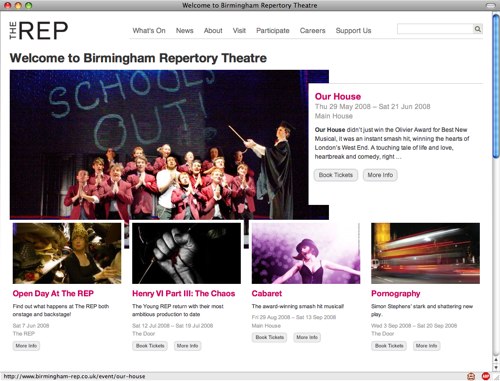 Welcome to Birmingham Repertory Theatre
THE REP
What's On News About Visit Participate Careers Support Us
Welcome to Birmingham Repertory Theatre
SCHOOLS
OUT!
Our House
Thu 29 May 2008 – Sat 21 Jun 2008
Main House
Our House didn't just win the Olivier Award for Best New
Musical, it was an instant smash hit, winning the hearts of
London's West End. A touching tale of life and love,
heartbreak and comedy, right …
Book Tickets More Info
Open Day At The REP
Find out what happens at The REP both
onstage and backstage!
Sat 7 Jun 2008
The REP
More Info
Henry VI Part III: The Chaos
The Young REP return with their most
ambitious production to date
Sat 12 Jul 2008 – Sat 19 Jul 2008
The Door
Book Tickets More Info
Cabaret
The award-winning smash hit musical!
Fri 29 Aug 2008 – Sat 13 Sep 2008
Main House
Book Tickets More Info
Pornography
Simon Stephens' stark and shattering new
play.
Wed 3 Sep 2008 – Sat 20 Sep 2008
The Door
Book Tickets More Info
http://www.birmingham-rep.co.uk/event/our-house